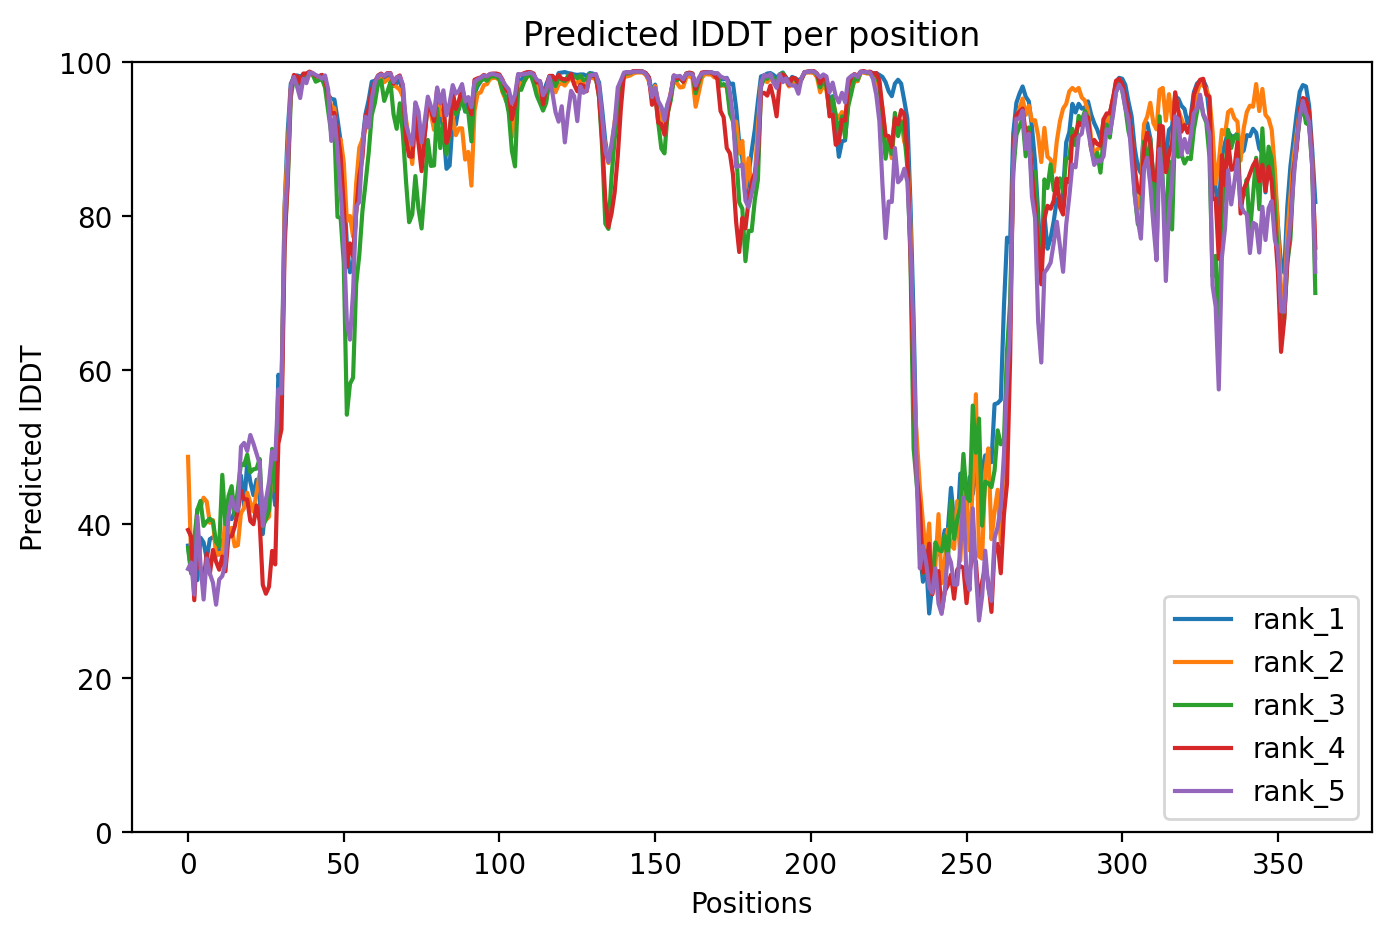 Predicted lDDT per position
100
80
60
40
20
0
Predicted lDDT
0 50 100 150 200 250 300 350
Positions
rank_1
rank_2
rank_3
rank_4
rank_5